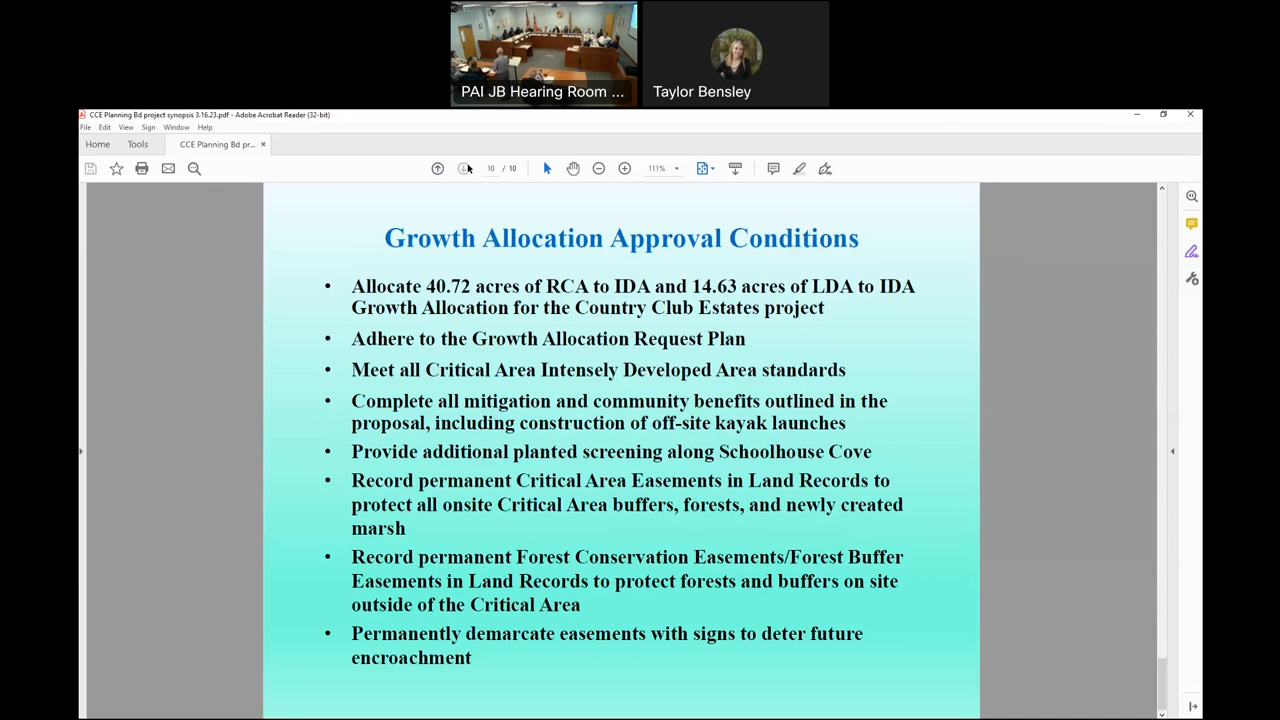 PAI JB Hearing Room ...
Taylor Bensley
CCE Planning Bd project synopsis 3.16.23.pdf - Adobe Acrobat Reader (32-bit)
File Edit View Sign Window Help
Home Tools CCE Planning Bd pr... ×
10 / 10 111%
Growth Allocation Approval Conditions
• Allocate 40.72 acres of RCA to IDA and 14.63 acres of LDA to IDA
Growth Allocation for the Country Club Estates project
• Adhere to the Growth Allocation Request Plan
• Meet all Critical Area Intensely Developed Area standards
• Complete all mitigation and community benefits outlined in the
proposal, including construction of off-site kayak launches
• Provide additional planted screening along Schoolhouse Cove
• Record permanent Critical Area Easements in Land Records to
protect all onsite Critical Area buffers, forests, and newly created
marsh
• Record permanent Forest Conservation Easements/Forest Buffer
Easements in Land Records to protect forests and buffers on site
outside of the Critical Area
• Permanently demarcate easements with signs to deter future
encroachment